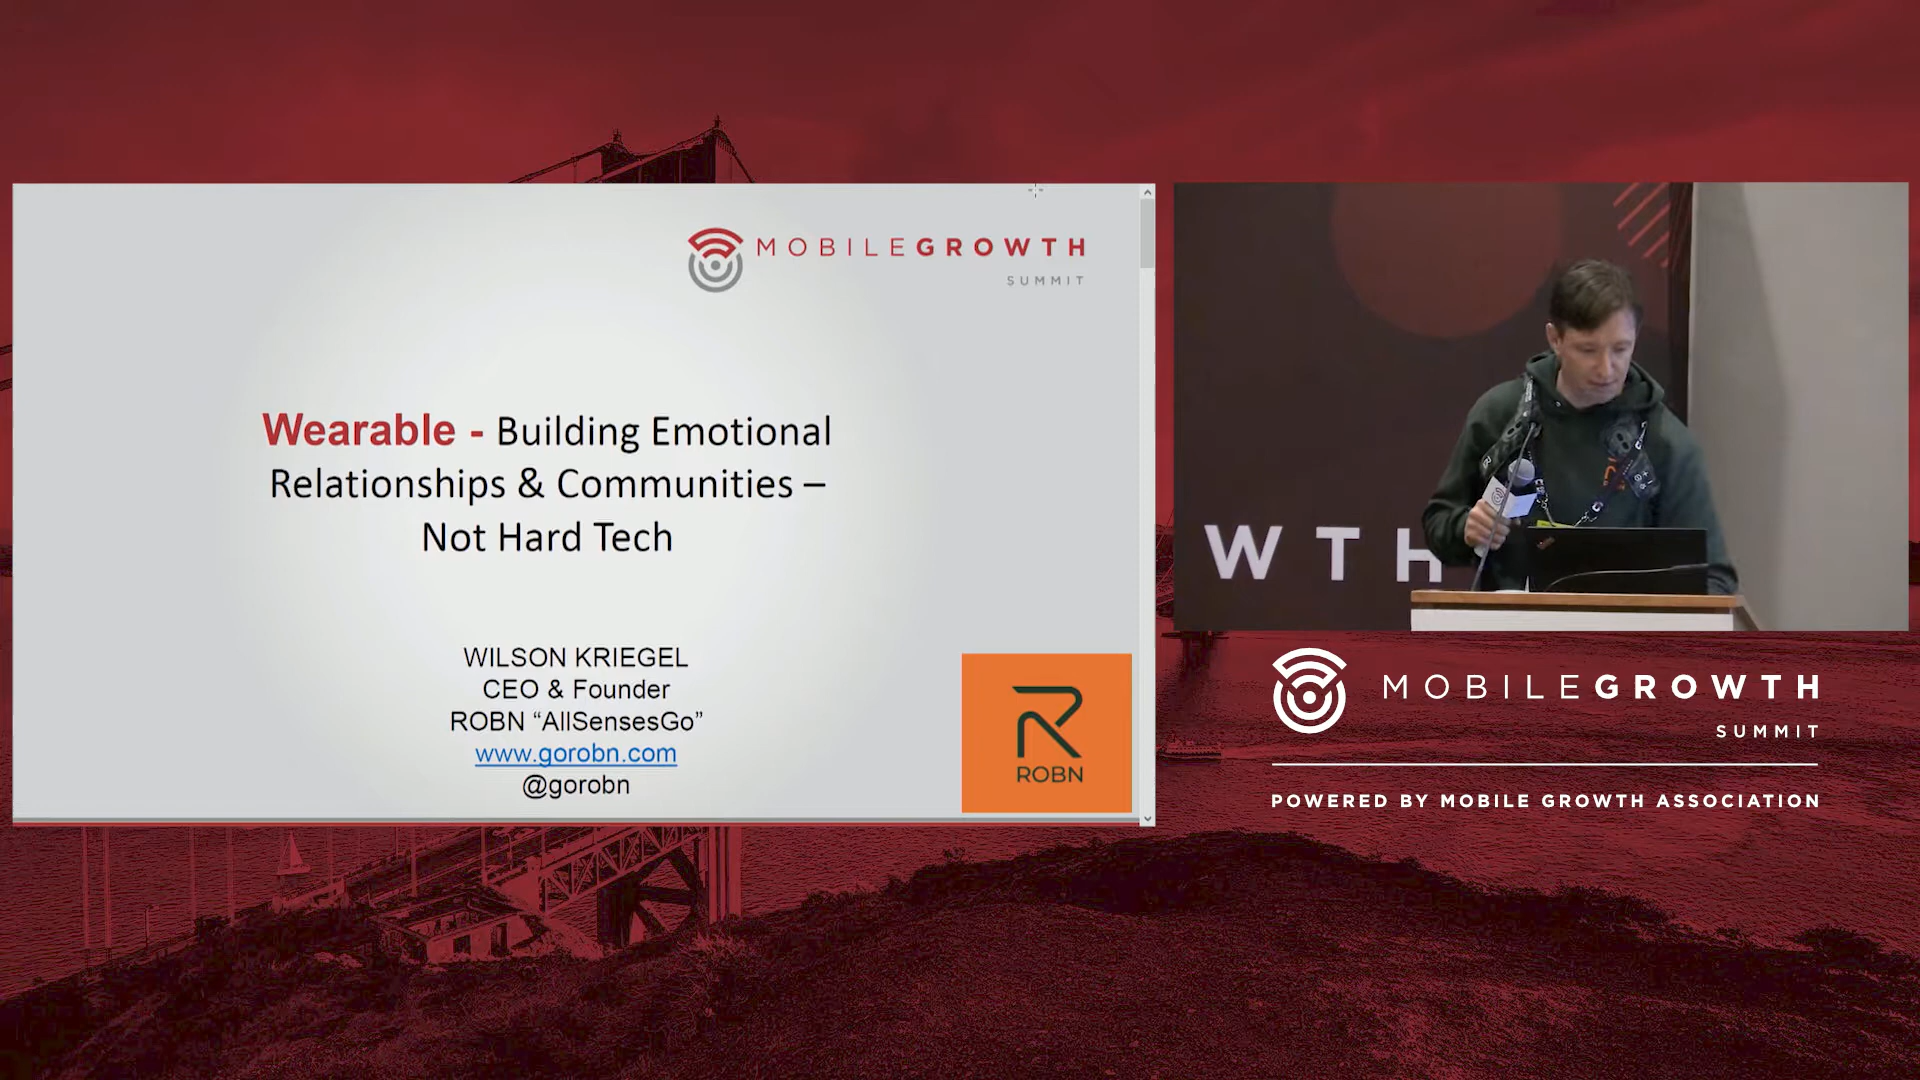 MOBILEGROWTH
SUMMIT
Wearable - Building Emotional
Relationships & Communities –
Not Hard Tech
WILSON KRIEGEL
CEO & Founder
ROBN “AllSensesGo”
www.gorobn.com
@gorobn
ROBN
WTH
MOBILEGROWTH
SUMMIT
POWERED BY MOBILE GROWTH ASSOCIATION